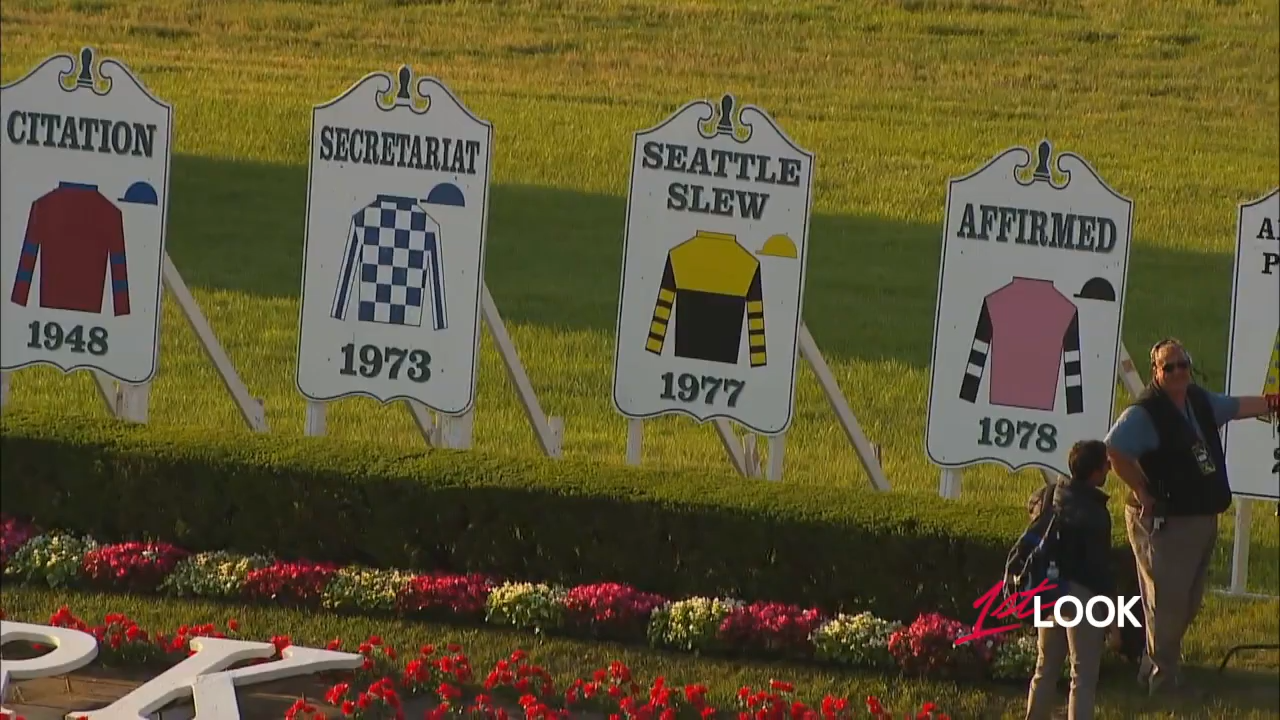 CITATION
1948
SECRETARIAT
1973
SEATTLE
SLEW
1977
AFFIRMED
1978
1st LOOK